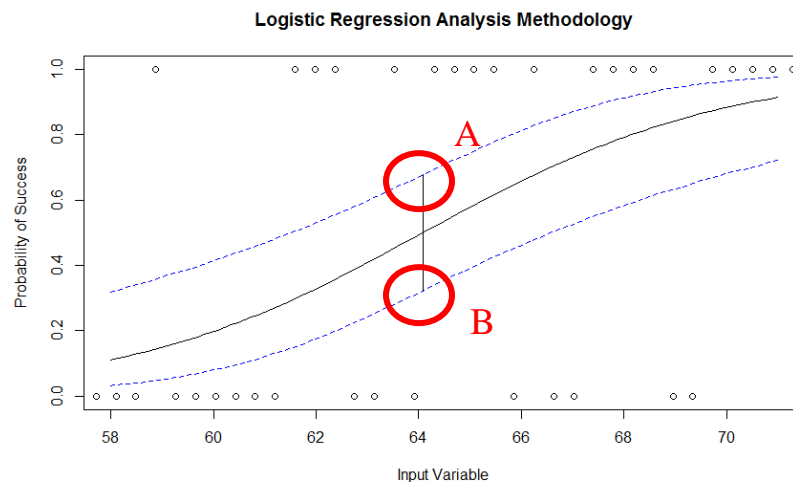 Logistic Regression Analysis Methodology
1.0
0.8
0.6
0.4
0.2
0.0
Probability of Success
A
B
58 60 62 64 66 68 70
Input Variable